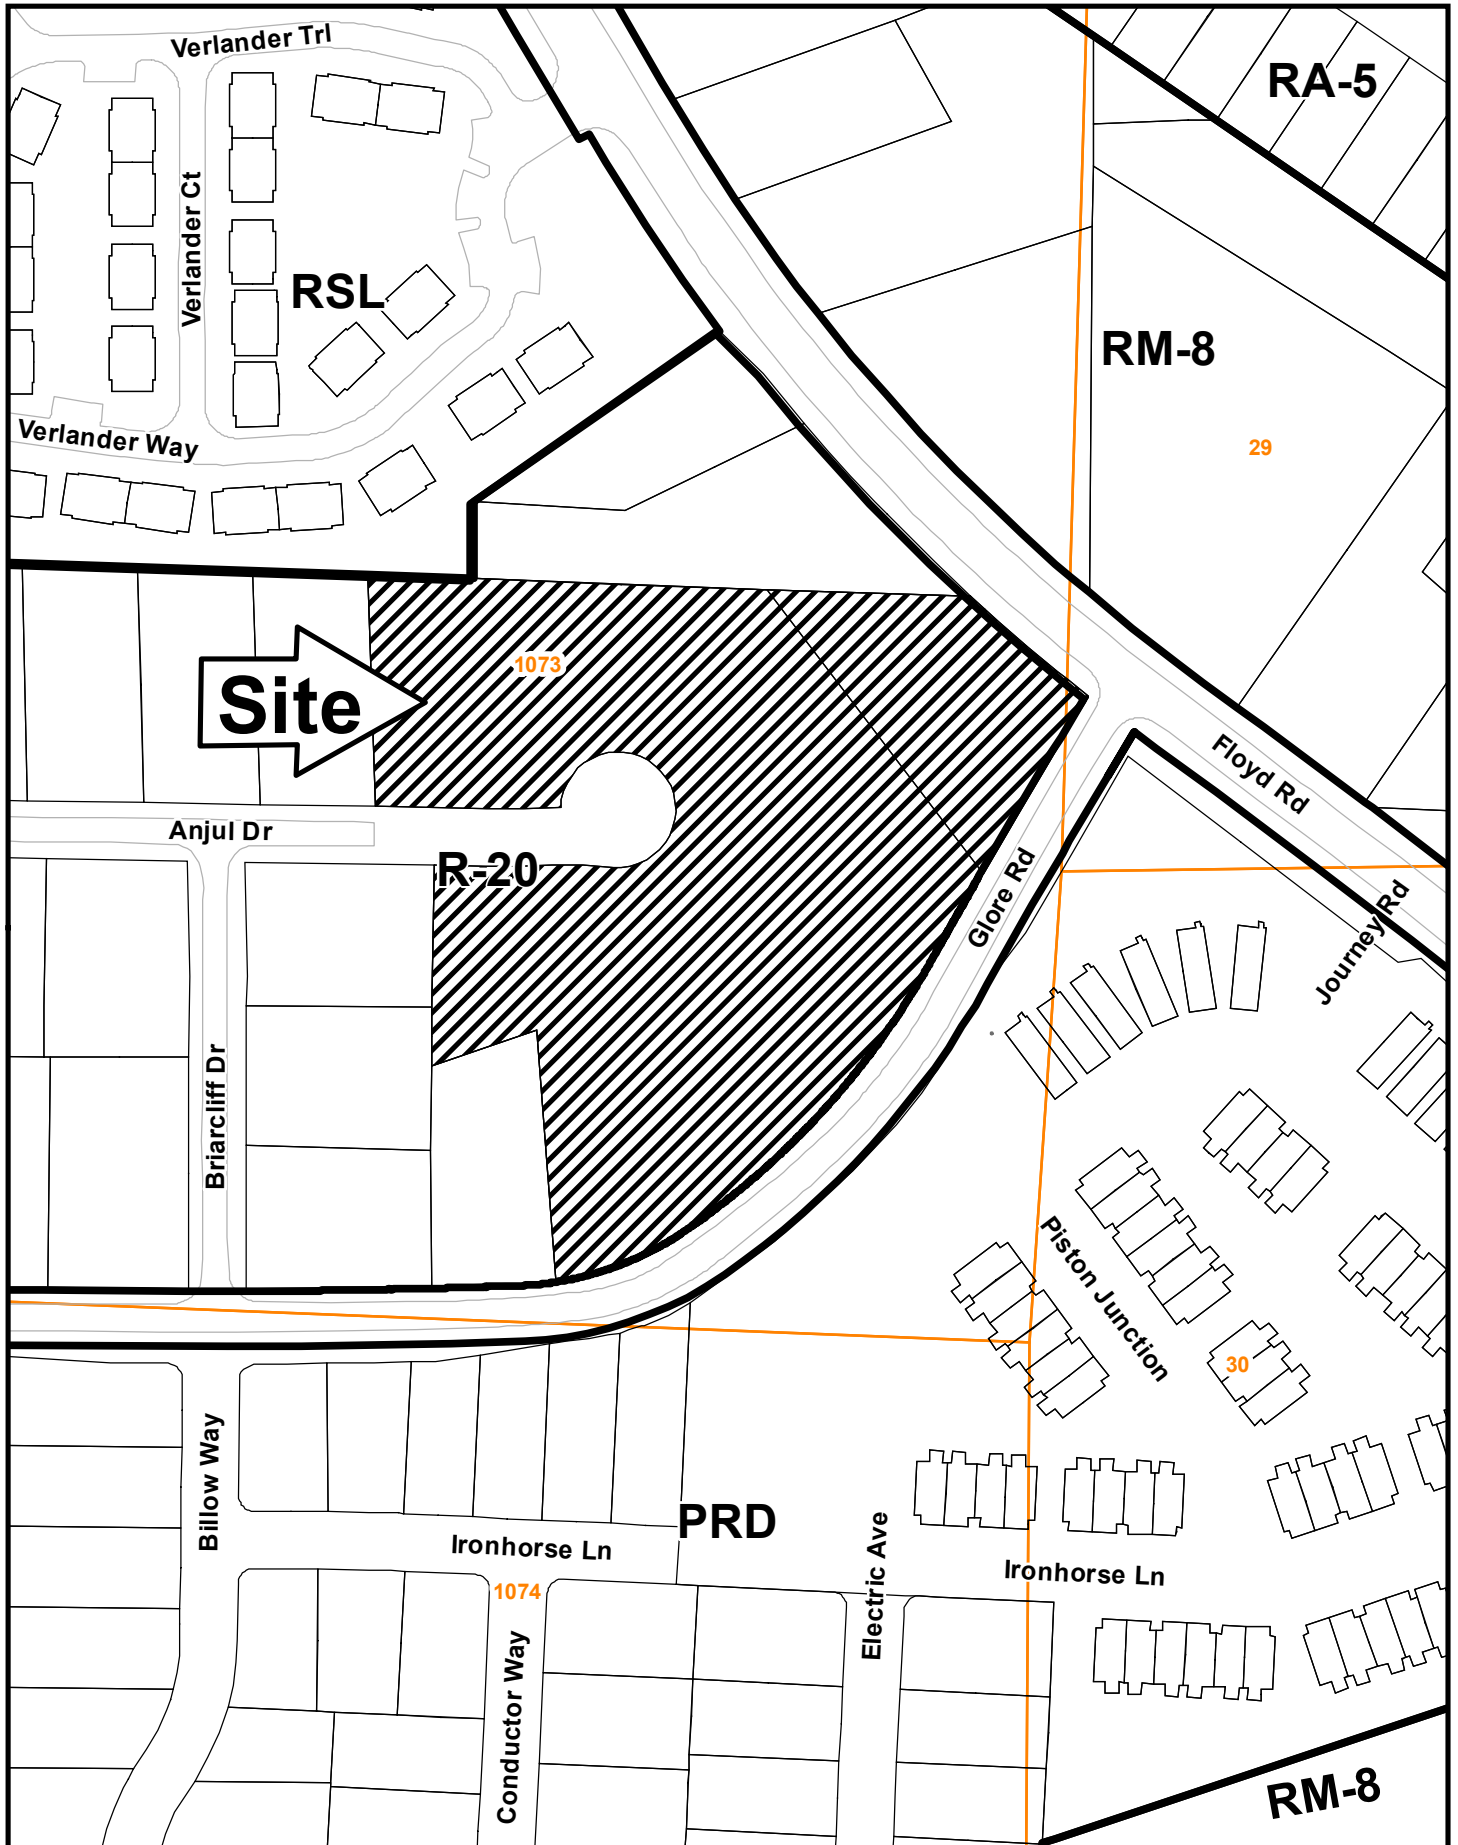 Verlander Trl
RA-5
Verlander Ct
RSL
RM-8
Verlander Way
29
1073
Site
Floyd Rd
Anjul Dr
R-20
Glore Rd
Journey Rd
Briarcliff Dr
Piston Junction
30
Billow Way
PRD
Ironhorse Ln
Electric Ave
Ironhorse Ln
1074
Conductor Way
RM-8